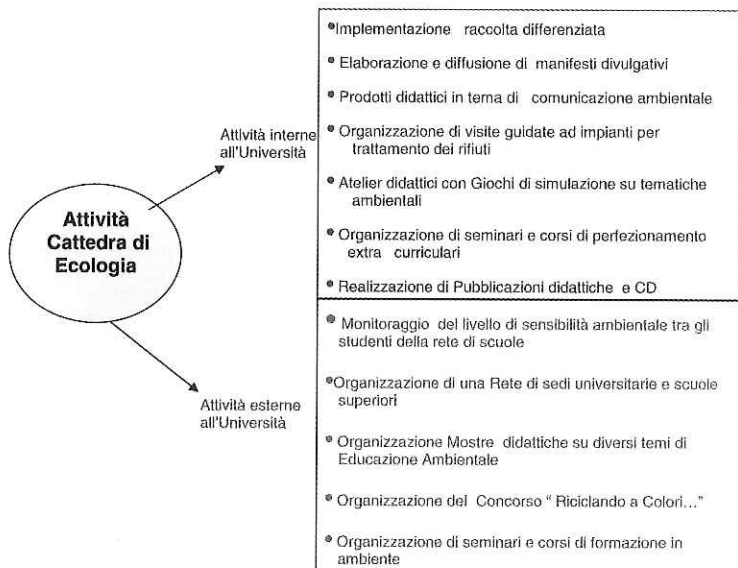 Attività
Cattedra di
Ecologia
Attività interne
all'Università
•Implementazione raccolta differenziata
• Elaborazione e diffusione di manifesti divulgativi
• Prodotti didattici in tema di comunicazione ambientale
• Organizzazione di visite guidate ad impianti per
trattamento dei rifiuti
• Atelier didattici con Giochi di simulazione su tematiche
ambientali
• Organizzazione di seminari e corsi di perfezionamento
extra curriculari
• Realizzazione di Pubblicazioni didattiche e CD
Attività esterne
all'Università
• Monitoraggio del livello di sensibilità ambientale tra gli
studenti della rete di scuole
•Organizzazione di una Rete di sedi universitarie e scuole
superiori
• Organizzazione Mostre didattiche su diversi temi di
Educazione Ambientale
• Organizzazione del Concorso “ Riciclando a Colori...”
• Organizzazione di seminari e corsi di formazione in
ambiente